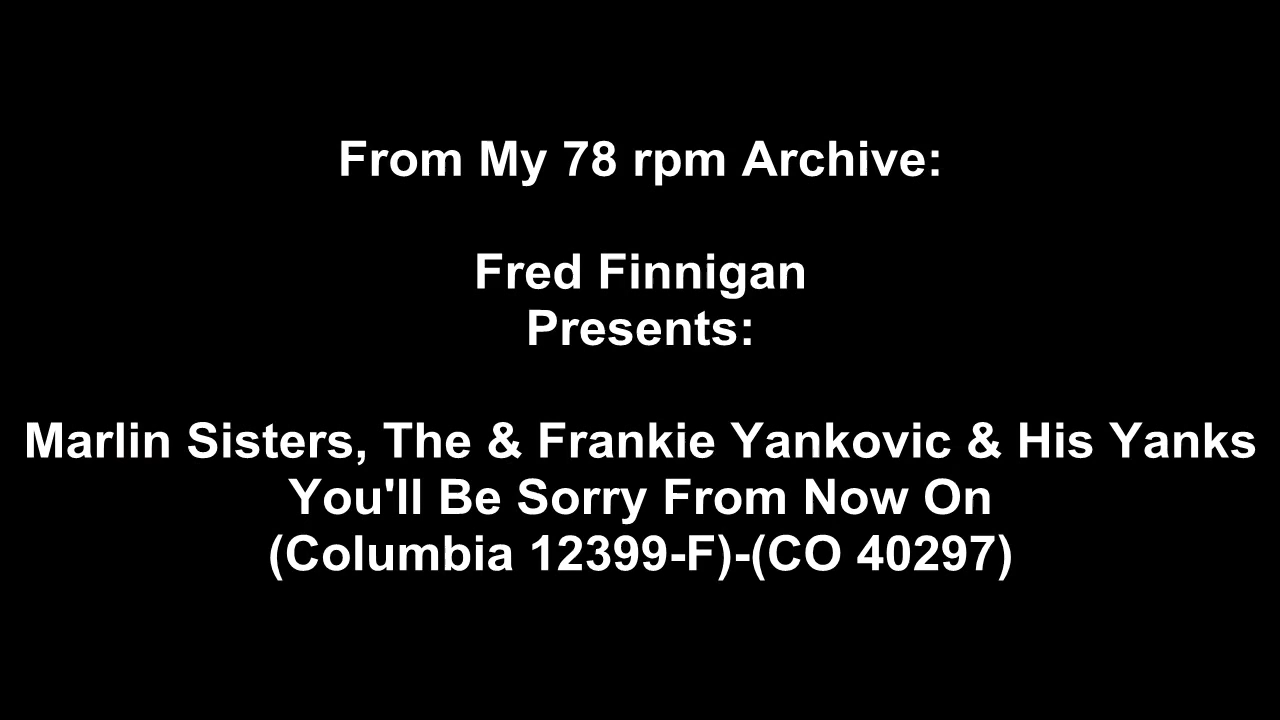 From My 78 rpm Archive:
Fred Finnigan
Presents:
Marlin Sisters, The & Frankie Yankovic & His Yanks
You'll Be Sorry From Now On
(Columbia 12399-F)-(CO 40297)